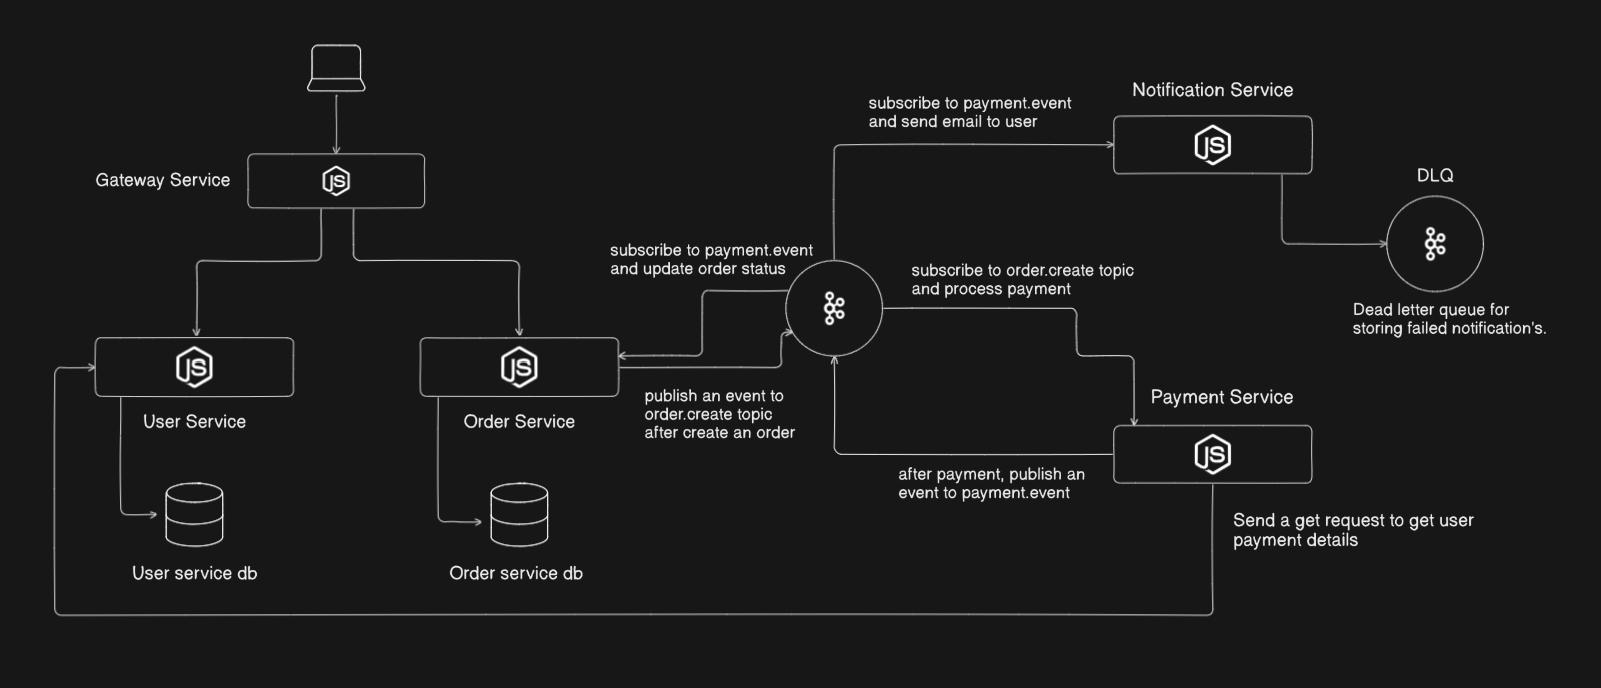 Notification Service
subscribe to payment.event
and send email to user
JS
DLQ
Gateway Service
JS
subscribe to payment.event
and update order status
subscribe to order.create topic
and process payment
Dead letter queue for
storing failed notification's.
JS
JS
User Service
Order Service
publish an event to
order.create topic
after create an order
Payment Service
JS
after payment, publish an
event to payment.event
Send a get request to get user
payment details
User service db
Order service db